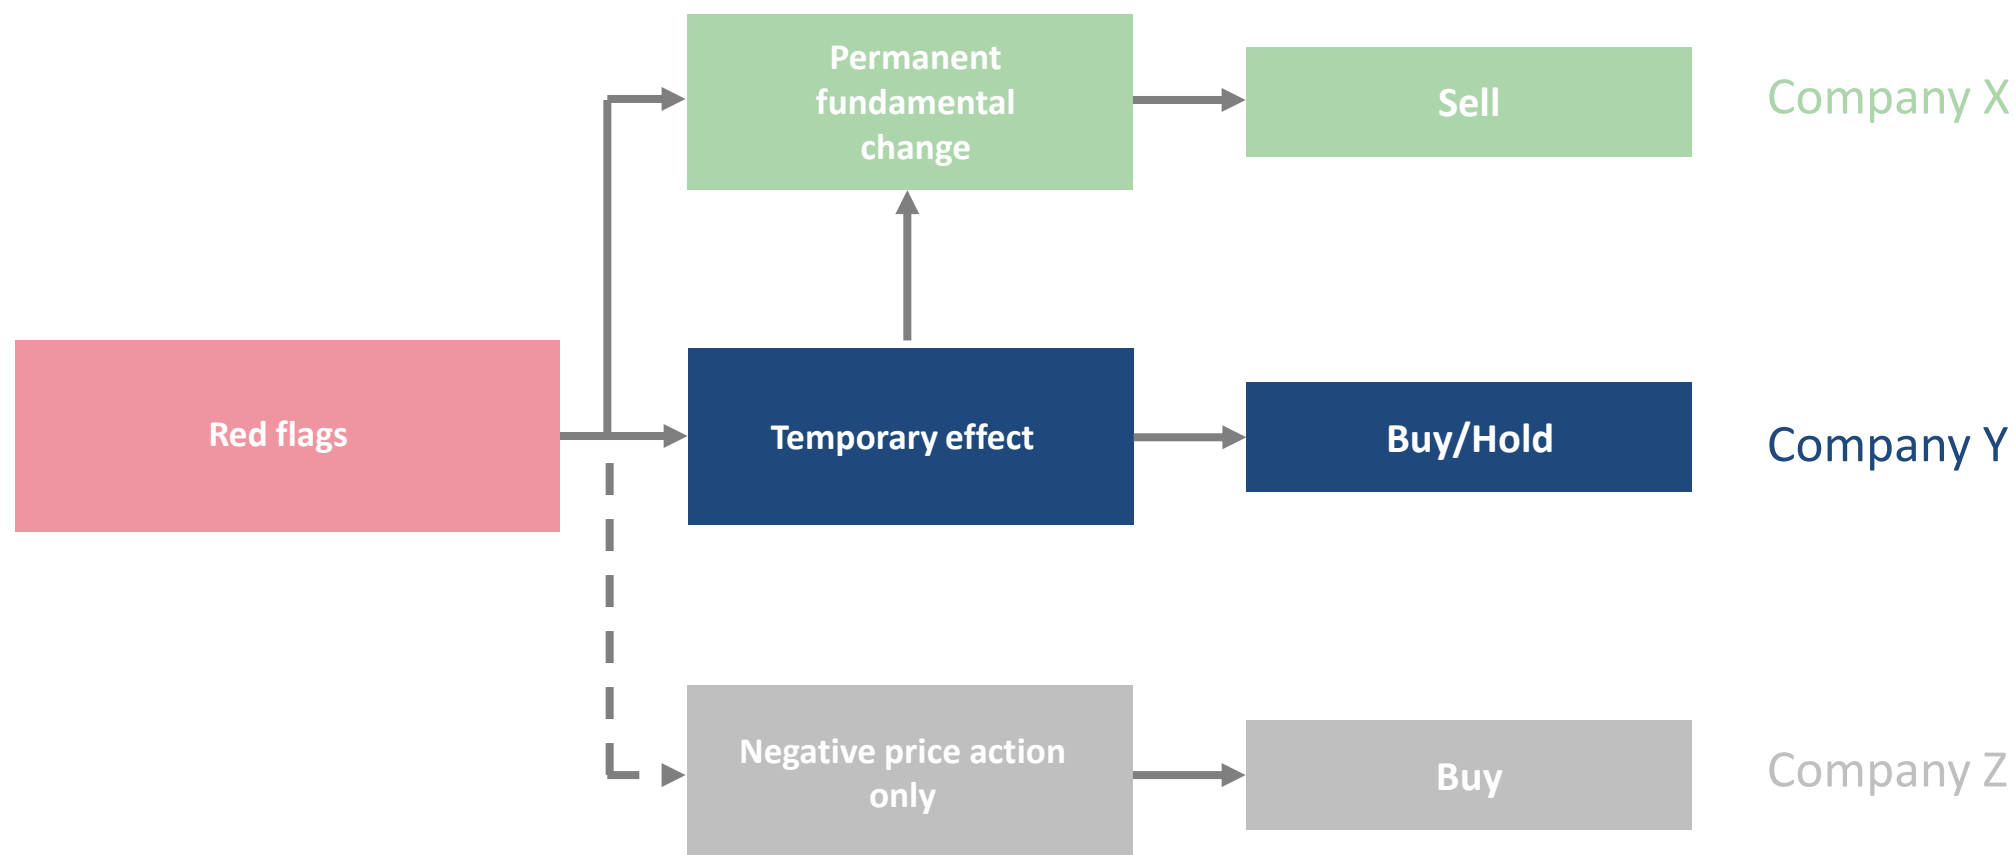 Permanent
fundamental
change
Sell
Company X
Red flags
Temporary effect
Buy/Hold
Company Y
Negative price action
only
Buy
Company Z